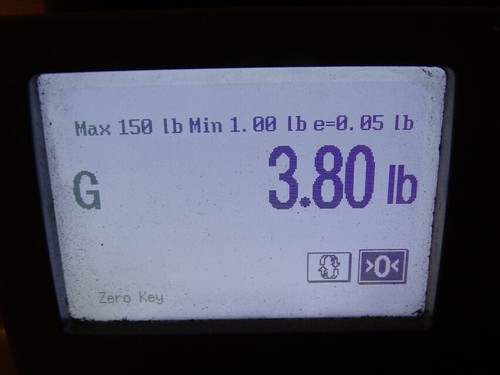 Max 150 lb Min 1.00 lb e=0.05 lb
G 3.80 lb
>0<
Zero Key